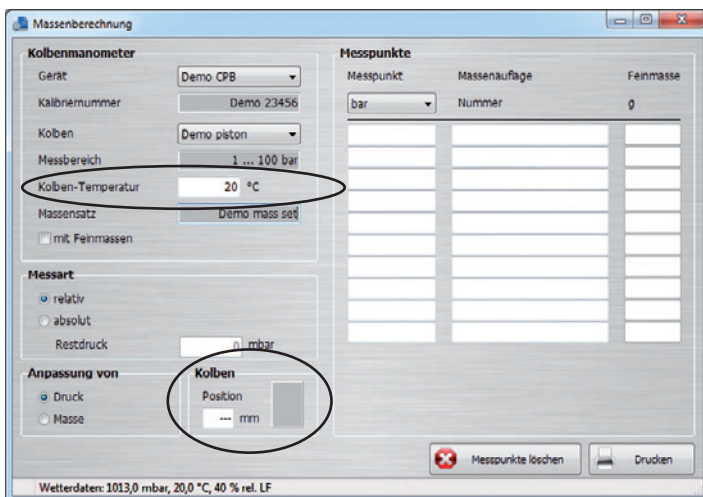 Massenberechnung
Kolbenmanometer
Gerät Demo CPB
Kalibriernummer Demo 23456
Kolben Demo piston
Messbereich 1 ... 100 bar
Kolben-Temperatur 20 °C
Massensatz Demo mass set
mit Feinmassen
Messart
relativ
absolut
Restdruck 0 mbar
Anpassung von
Druck
Masse
Kolben
Position
--- mm
Messpunkte
Messpunkt Massenauflage Feinmasse
bar Nummer g
Messpunkte löschen Drucken
Wetterdaten: 1013,0 mbar, 20,0 °C, 40 % rel. LF